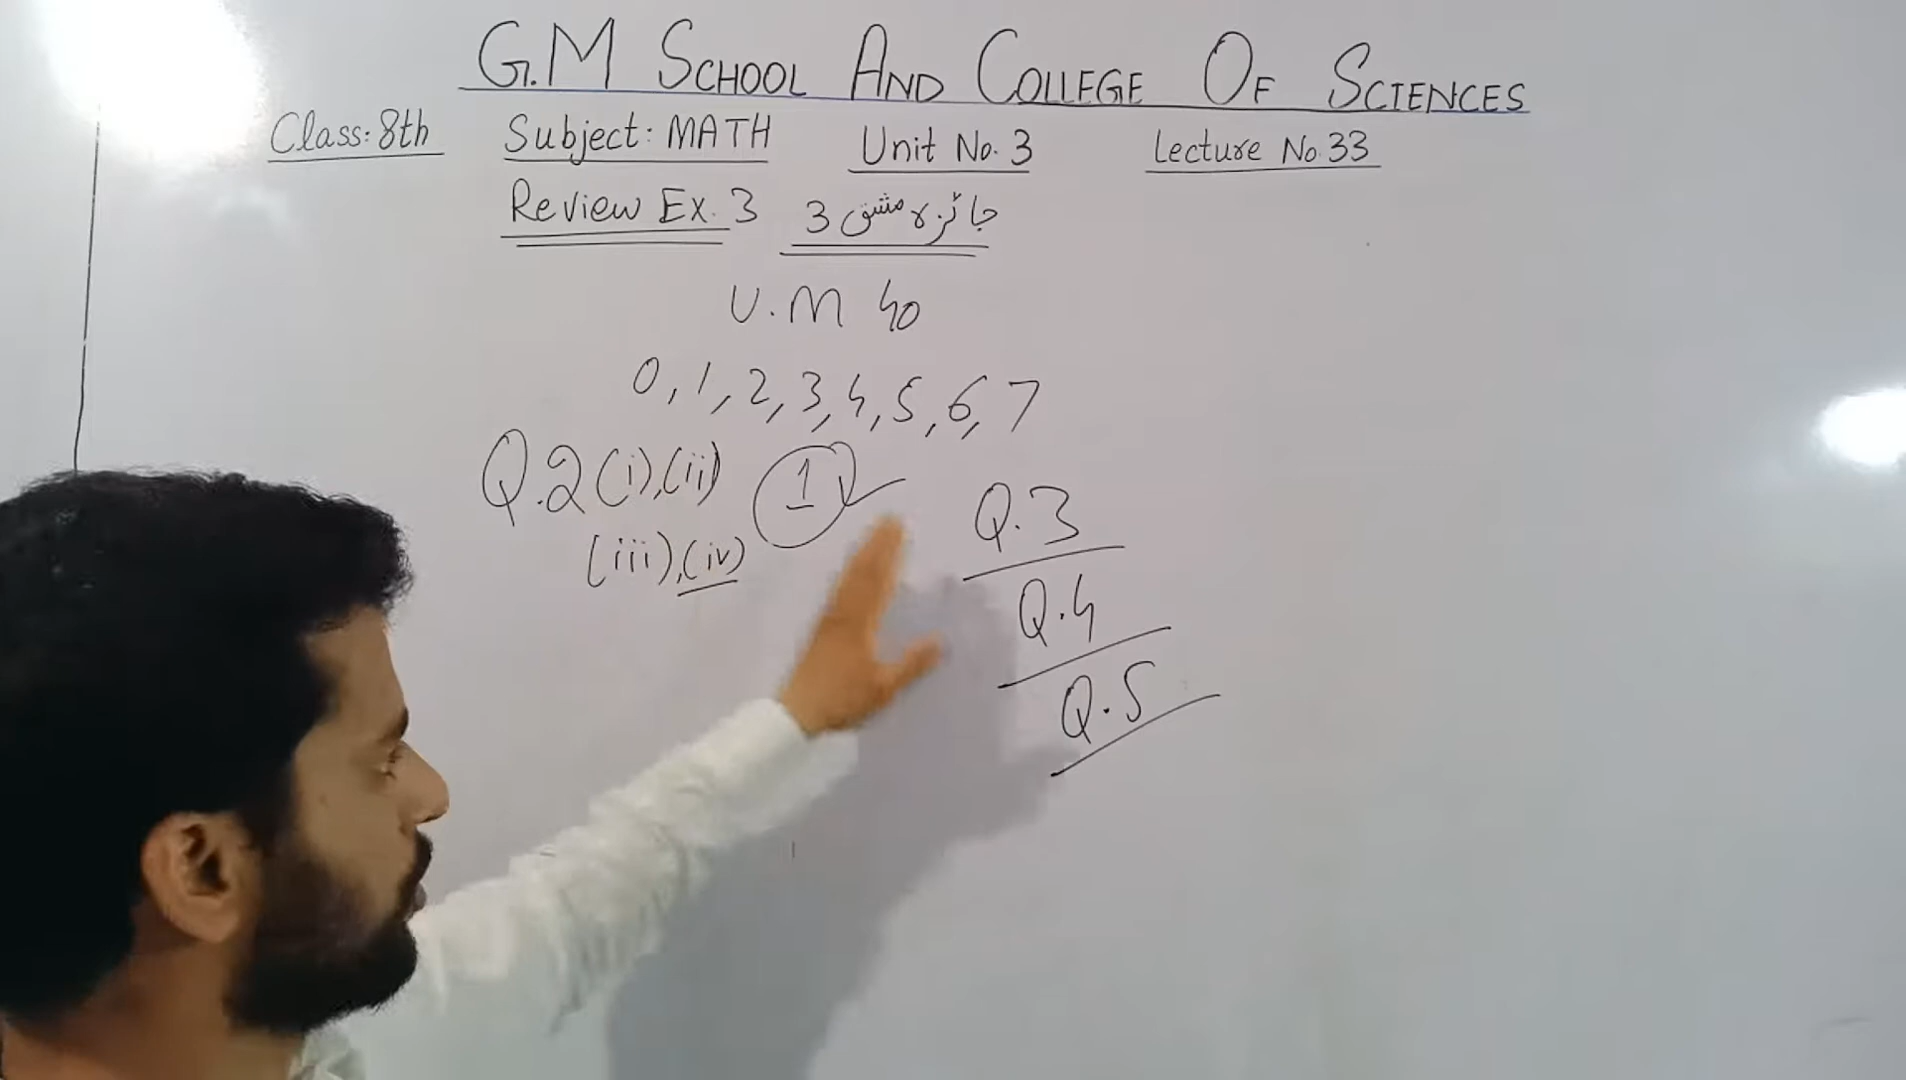 G.M SCHOOL AND COLLEGE OF SCIENCES
Class: 8th Subject: MATH Unit No. 3 Lecture No. 33
Review Ex. 3 جائزہ مشق 3
U.M 40
0, 1, 2, 3, 4, 5, 6, 7
Q.2 (i), (ii) 1
(iii), (iv)
Q.3
Q.4
Q.5